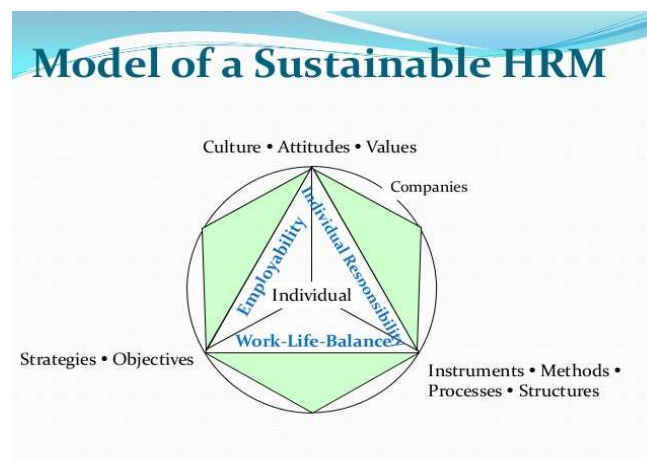 Model of a Sustainable HRM
Culture • Attitudes • Values
Companies
Individual Responsibility
Employability
Individual
Work-Life-Balance
Strategies • Objectives
Instruments • Methods •
Processes • Structures